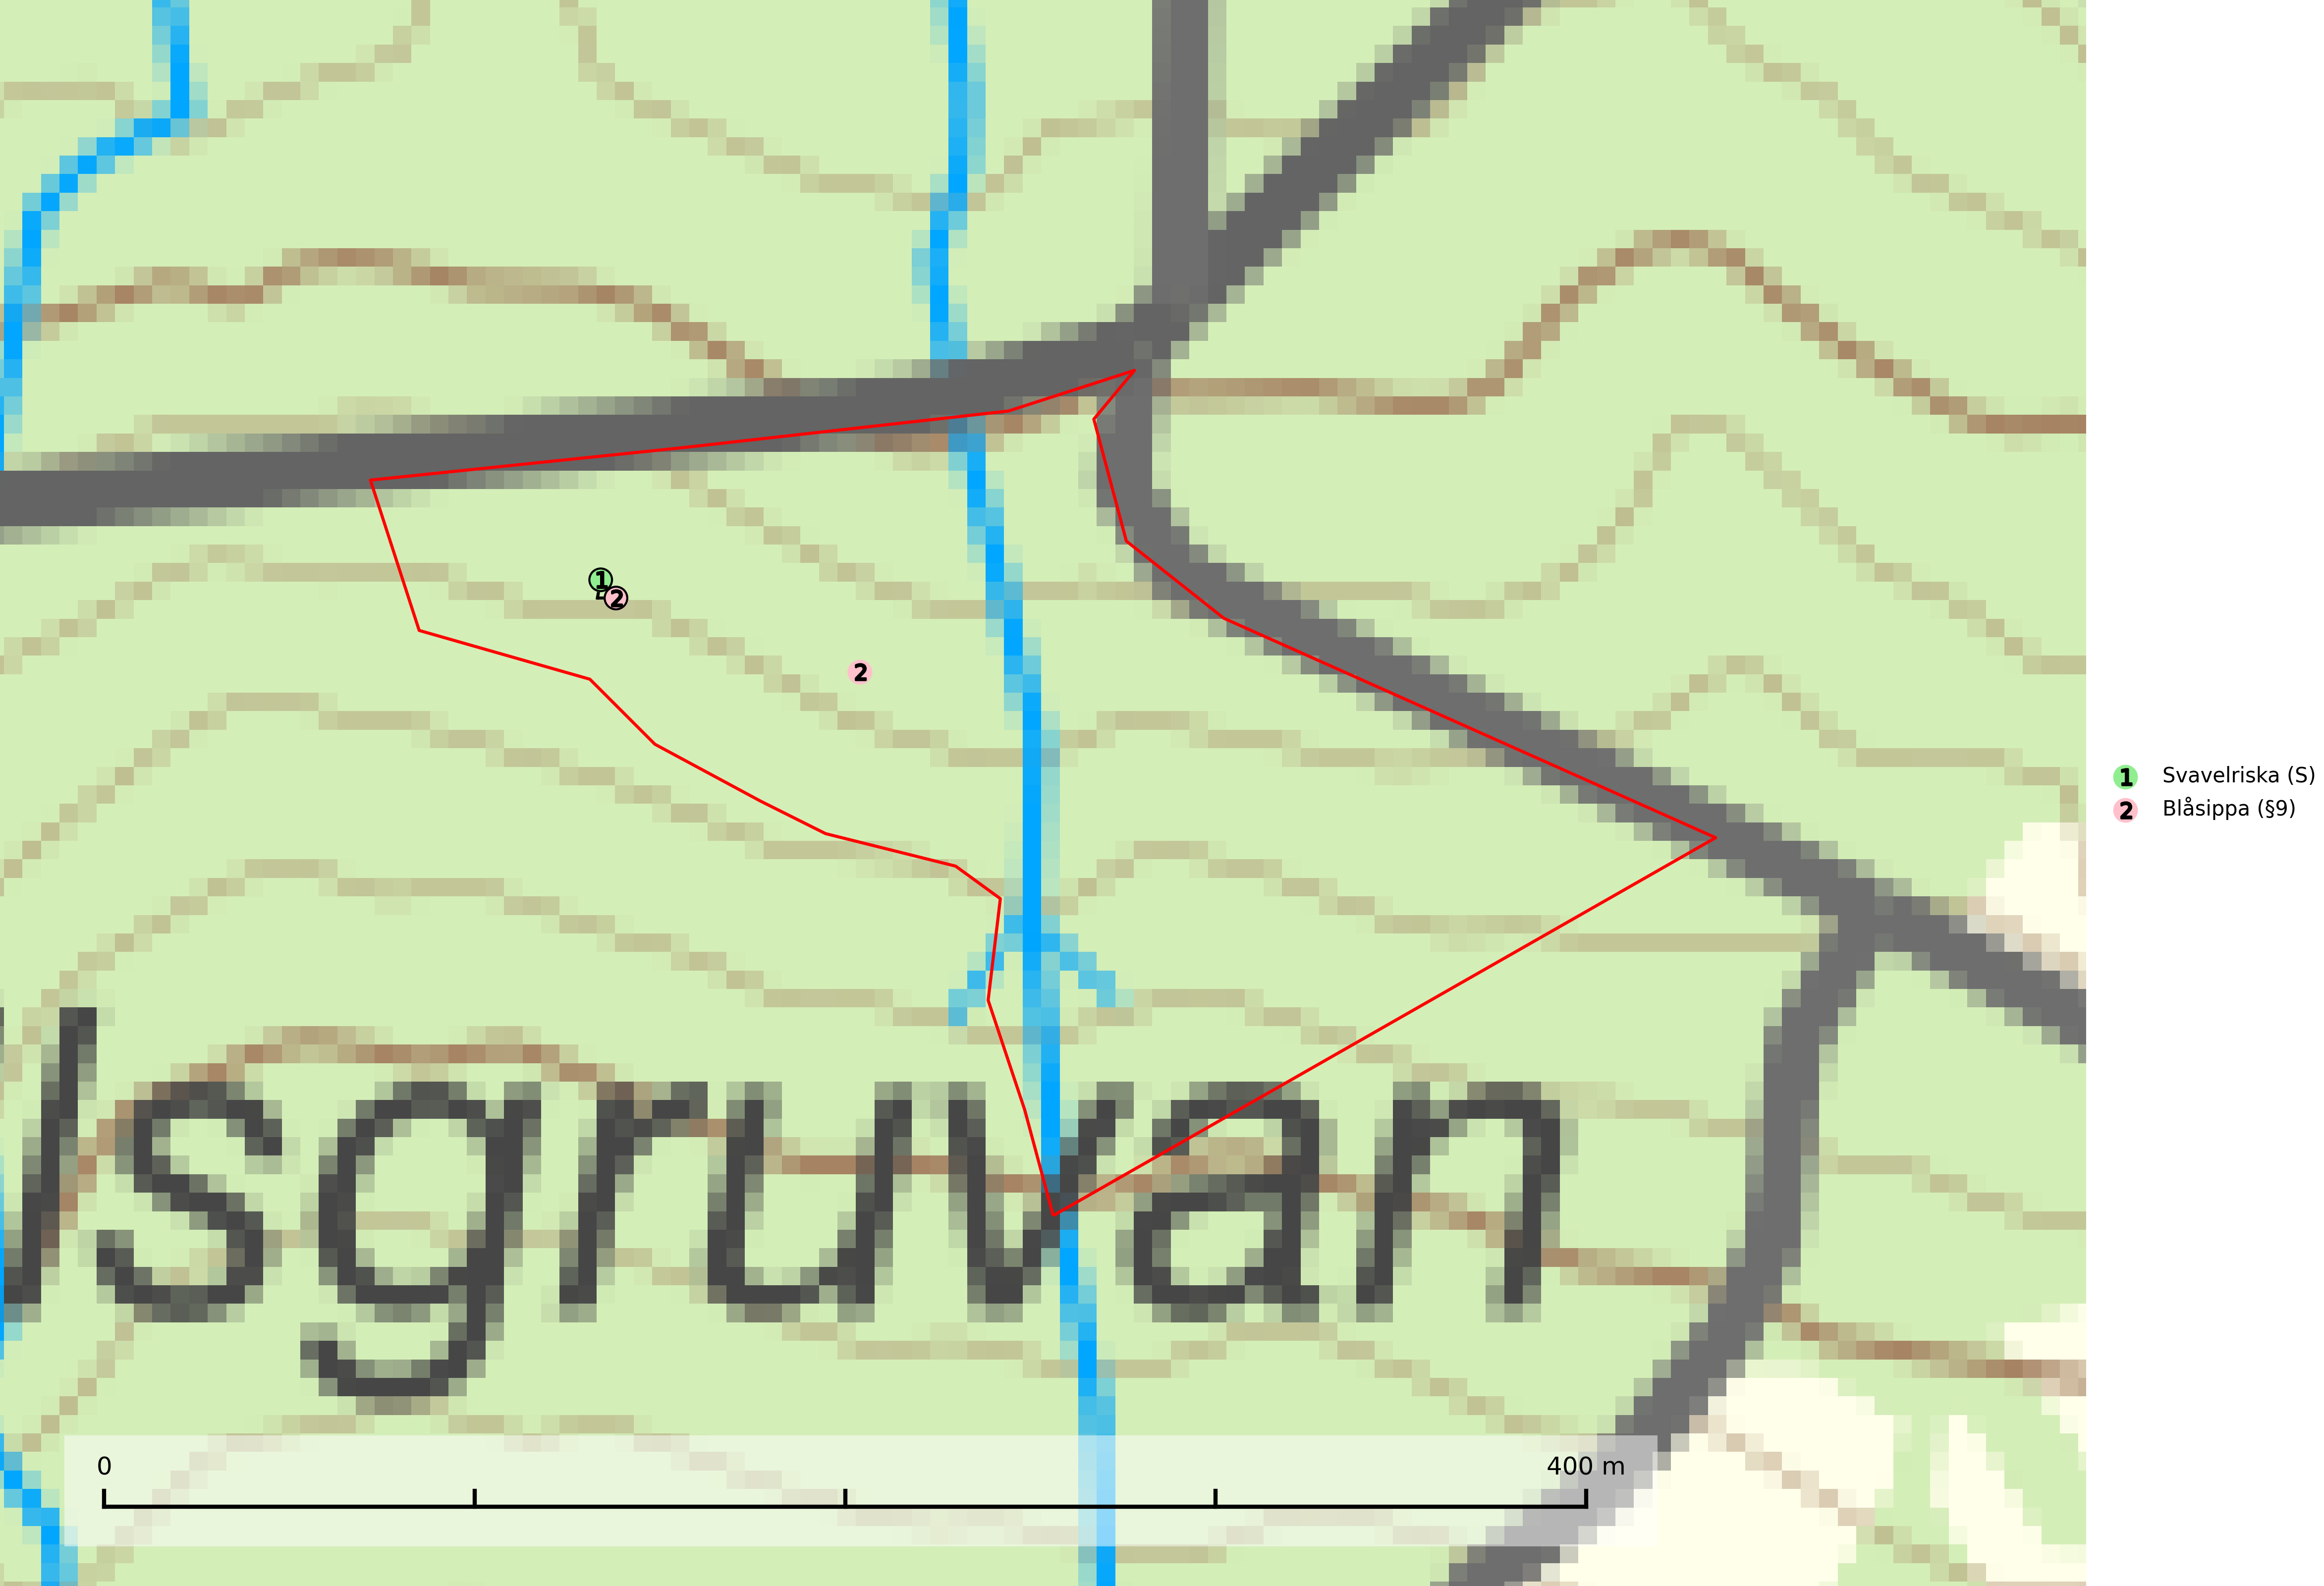 1
2
2
lsgruvan
0 400 m
1 Svavelriska (S)
2 Blåsippa (§9)